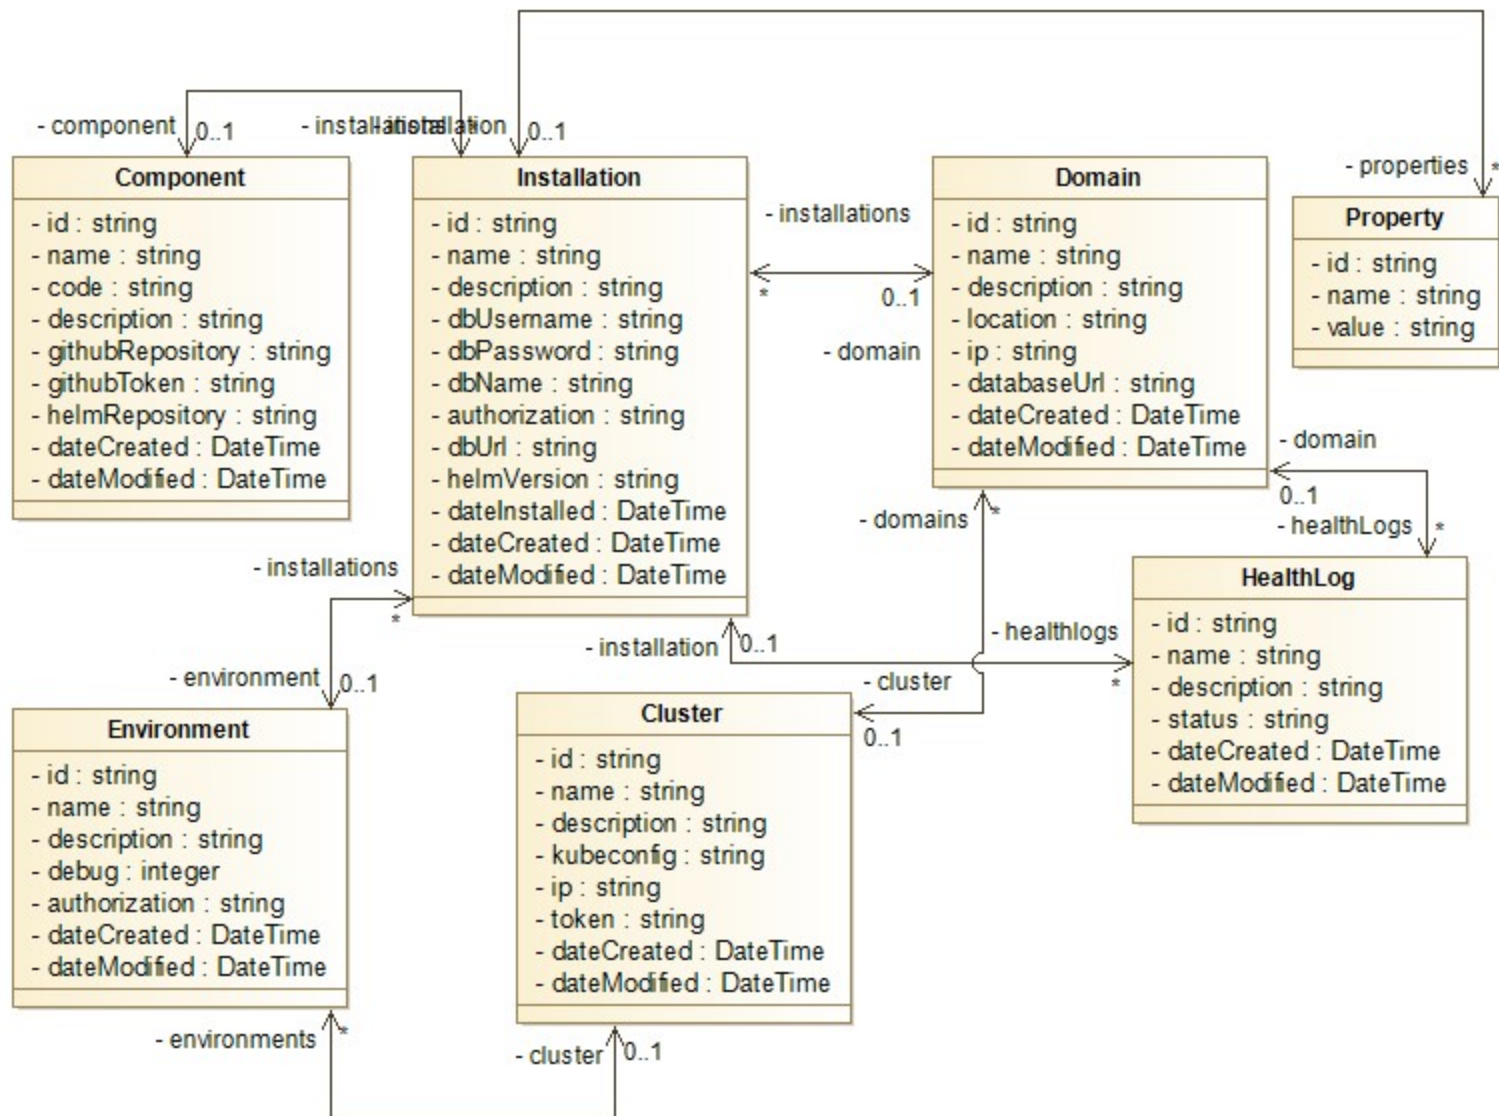 - component 0..1
- installations *
- installation 0..1
- properties *
Component
- id : string
- name : string
- code : string
- description : string
- githubRepository : string
- githubToken : string
- helmRepository : string
- dateCreated : DateTime
- dateModified : DateTime
Installation
- id : string
- name : string
- description : string
- dbUsername : string
- dbPassword : string
- dbName : string
- authorization : string
- dbUrl : string
- helmVersion : string
- dateInstalled : DateTime
- dateCreated : DateTime
- dateModified : DateTime
- installations
*
0..1
- domain
Domain
- id : string
- name : string
- description : string
- location : string
- ip : string
- databaseUrl : string
- dateCreated : DateTime
- dateModified : DateTime
Property
- id : string
- name : string
- value : string
- domain
0..1
- healthLogs *
- domains *
- installations
*
- environment 0..1
- installation 0..1
- healthlogs
*
- cluster
0..1
HealthLog
- id : string
- name : string
- description : string
- status : string
- dateCreated : DateTime
- dateModified : DateTime
Environment
- id : string
- name : string
- description : string
- debug : integer
- authorization : string
- dateCreated : DateTime
- dateModified : DateTime
Cluster
- id : string
- name : string
- description : string
- kubeconfig : string
- ip : string
- token : string
- dateCreated : DateTime
- dateModified : DateTime
- environments *
- cluster 0..1